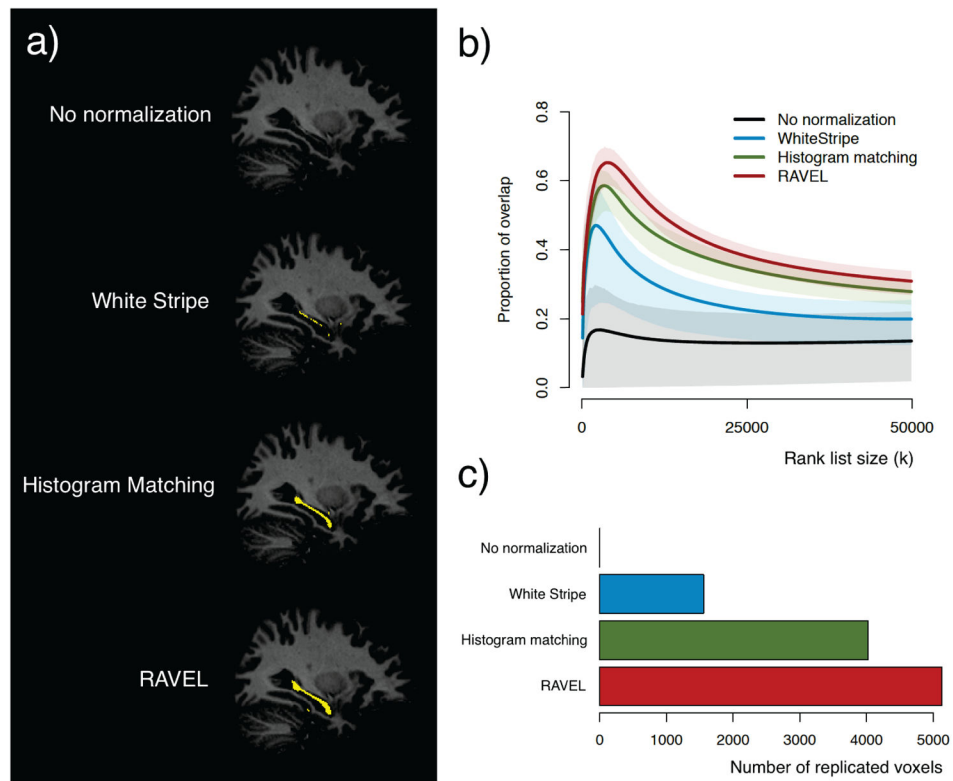 a)
No normalization
White Stripe
Histogram Matching
RAVEL
b)
Proportion of overlap
0.0
0.2
0.4
0.6
0.8
No normalization
WhiteStripe
Histogram matching
RAVEL
0
25000
50000
Rank list size (k)
c)
No normalization
White Stripe
Histogram matching
RAVEL
0
1000
2000
3000
4000
5000
Number of replicated voxels